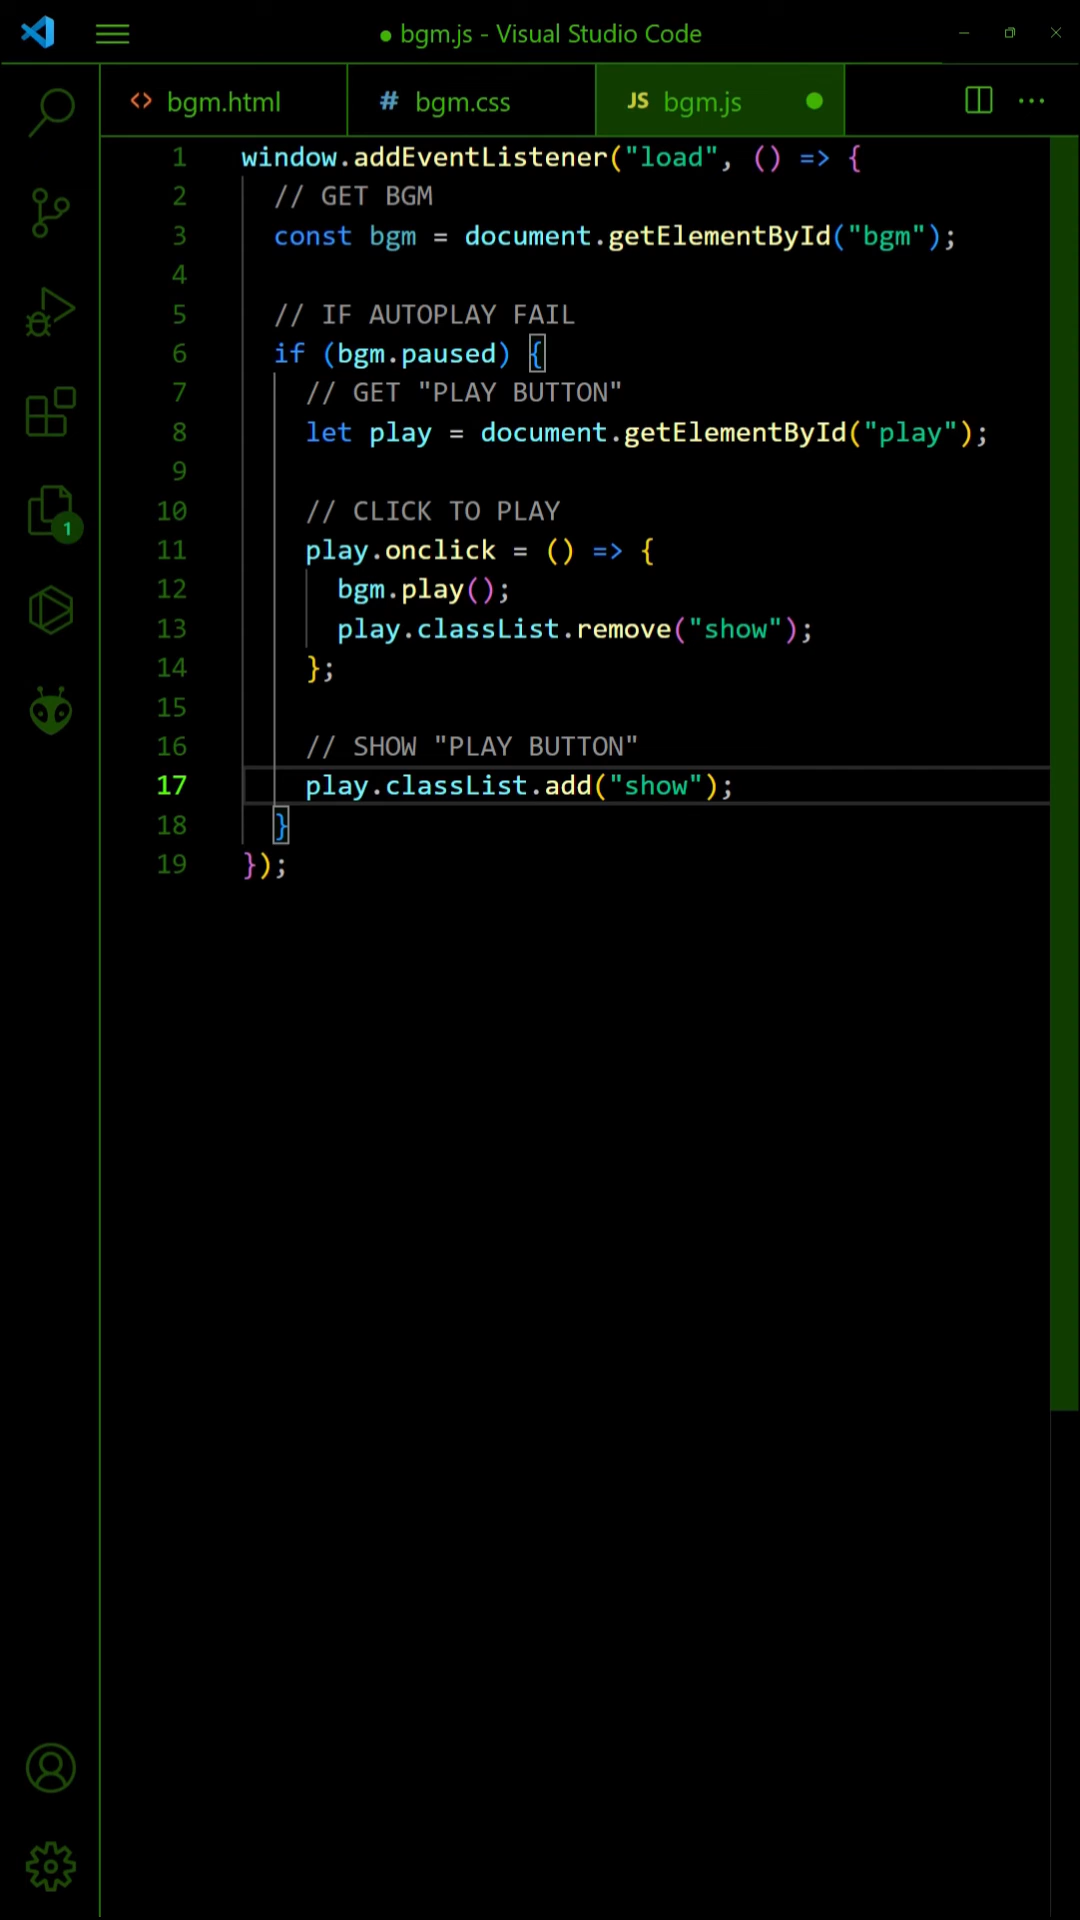 ● bgm.js - Visual Studio Code
<> bgm.html
# bgm.css
JS bgm.js
1 window.addEventListener("load", () => {
2 // GET BGM
3 const bgm = document.getElementById("bgm");
4
5 // IF AUTOPLAY FAIL
6 if (bgm.paused) {
7 // GET "PLAY BUTTON"
8 let play = document.getElementById("play");
9
10 // CLICK TO PLAY
11 play.onclick = () => {
12 bgm.play();
13 play.classList.remove("show");
14 };
15
16 // SHOW "PLAY BUTTON"
17 play.classList.add("show");
18 }
19 });
1